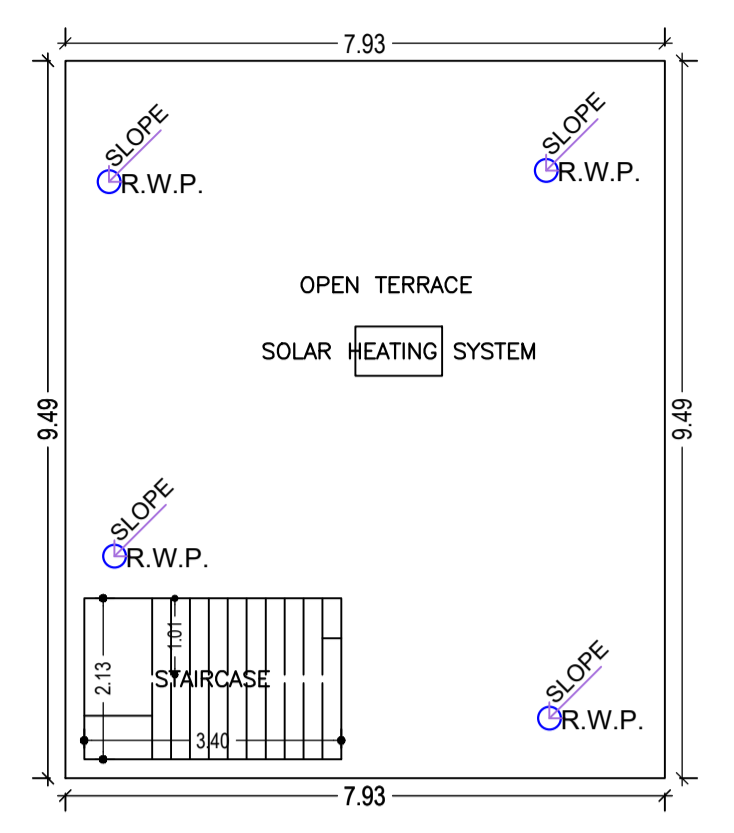 7.93
SLOPE
R.W.P.
SLOPE
R.W.P.
OPEN TERRACE
SOLAR HEATING SYSTEM
9.49
9.49
SLOPE
R.W.P.
1.01
2.13
STAIRCASE
3.40
SLOPE
R.W.P.
7.93